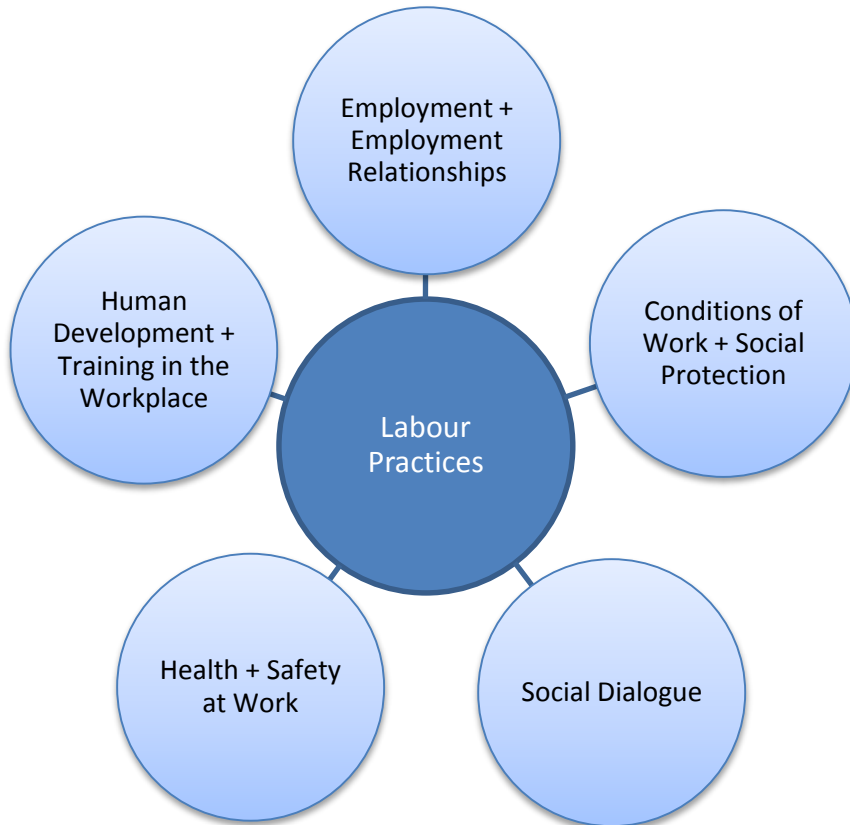 Employment +
Employment
Relationships
Conditions of
Work + Social
Protection
Social Dialogue
Health + Safety
at Work
Human
Development +
Training in the
Workplace
Labour
Practices